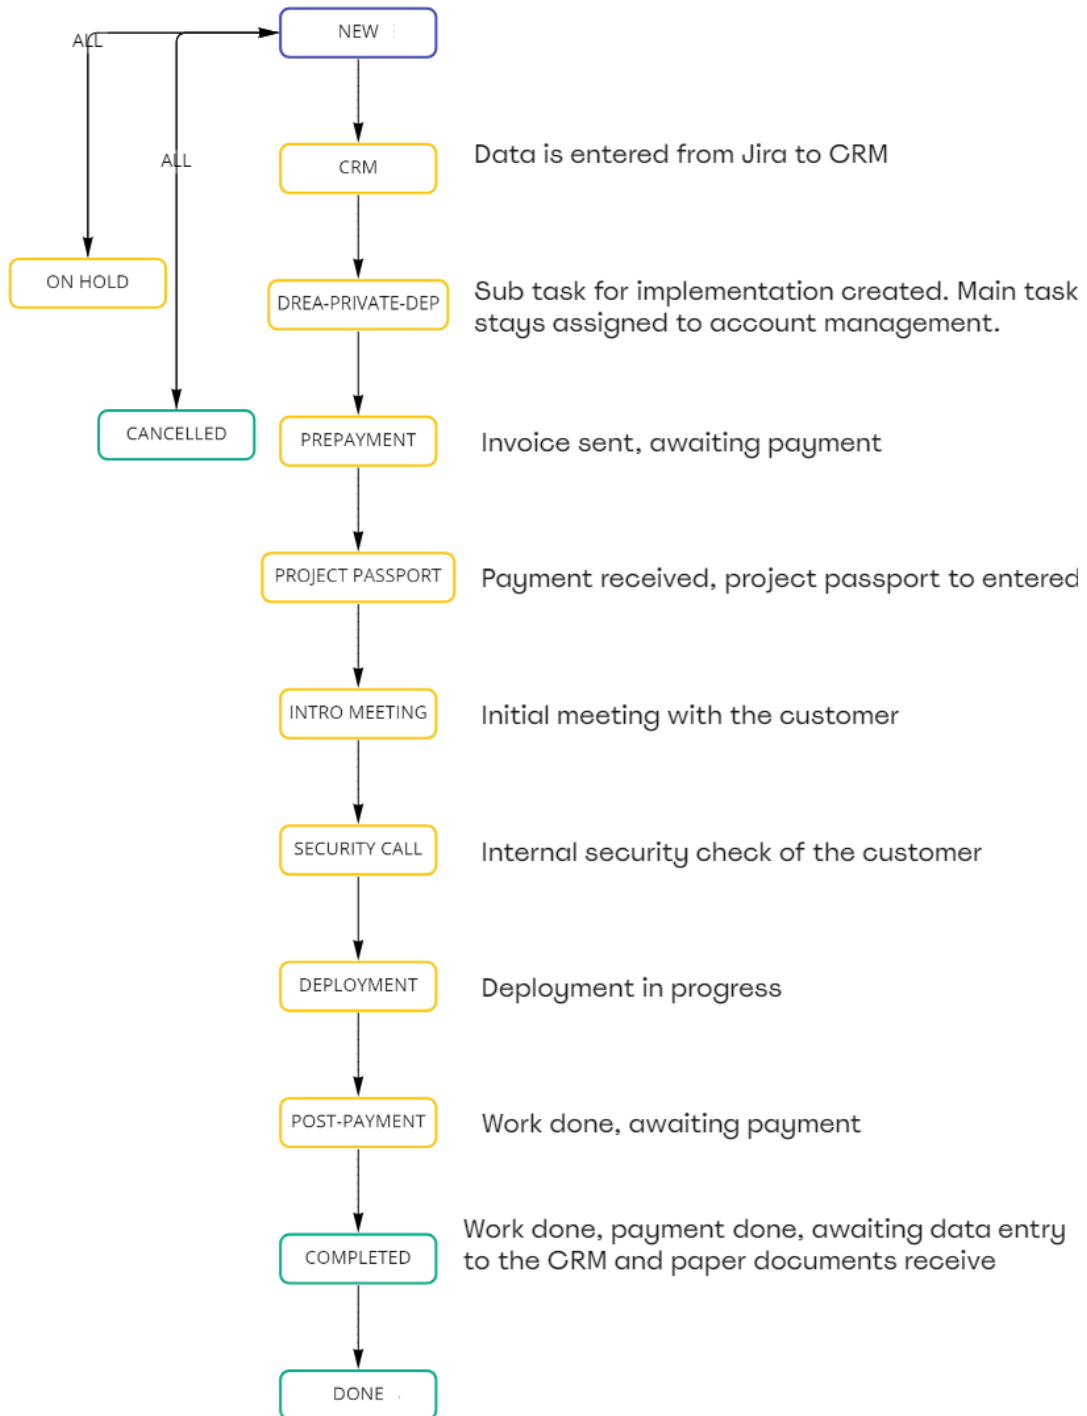 NEW
ALL
CRM
Data is entered from Jira to CRM
ALL
ON HOLD
DREA-PRIVATE-DEP
Sub task for implementation created. Main task
stays assigned to account management.
CANCELLED
PREPAYMENT
Invoice sent, awaiting payment
PROJECT PASSPORT
Payment received, project passport to entered
INTRO MEETING
Initial meeting with the customer
SECURITY CALL
Internal security check of the customer
DEPLOYMENT
Deployment in progress
POST-PAYMENT
Work done, awaiting payment
COMPLETED
Work done, payment done, awaiting data entry
to the CRM and paper documents receive
DONE